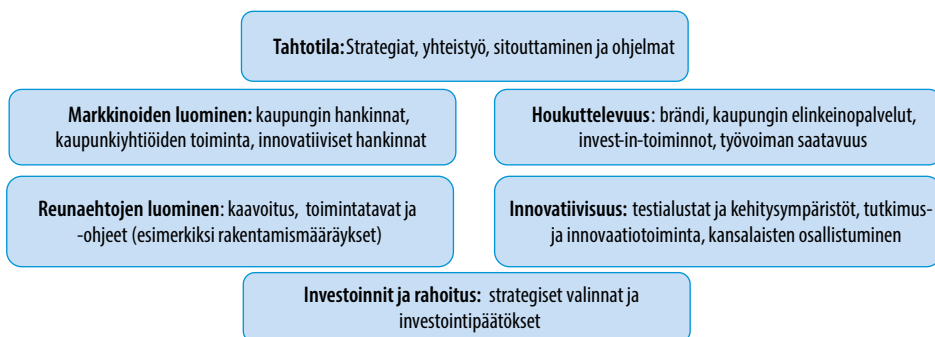 Tahtotila: Strategiat, yhteistyö, sitouttaminen ja ohjelmat
Markkinoiden luominen: kaupungin hankinnat,
kaupunkiyhtiöiden toiminta, innovatiiviset hankinnat
Houkuttelevuus: brändi, kaupungin elinkeinopalvelut,
invest-in-toiminnot, työvoiman saatavuus
Reunaehtojen luominen: kaavoitus, toimintatavat ja
-ohjeet (esimerkiksi rakentamismääräykset)
Innovatiivisuus: testialustat ja kehitysympäristöt, tutkimus-
ja innovaatiotoiminta, kansalaisten osallistuminen
Investoinnit ja rahoitus: strategiset valinnat ja
investointipäätökset